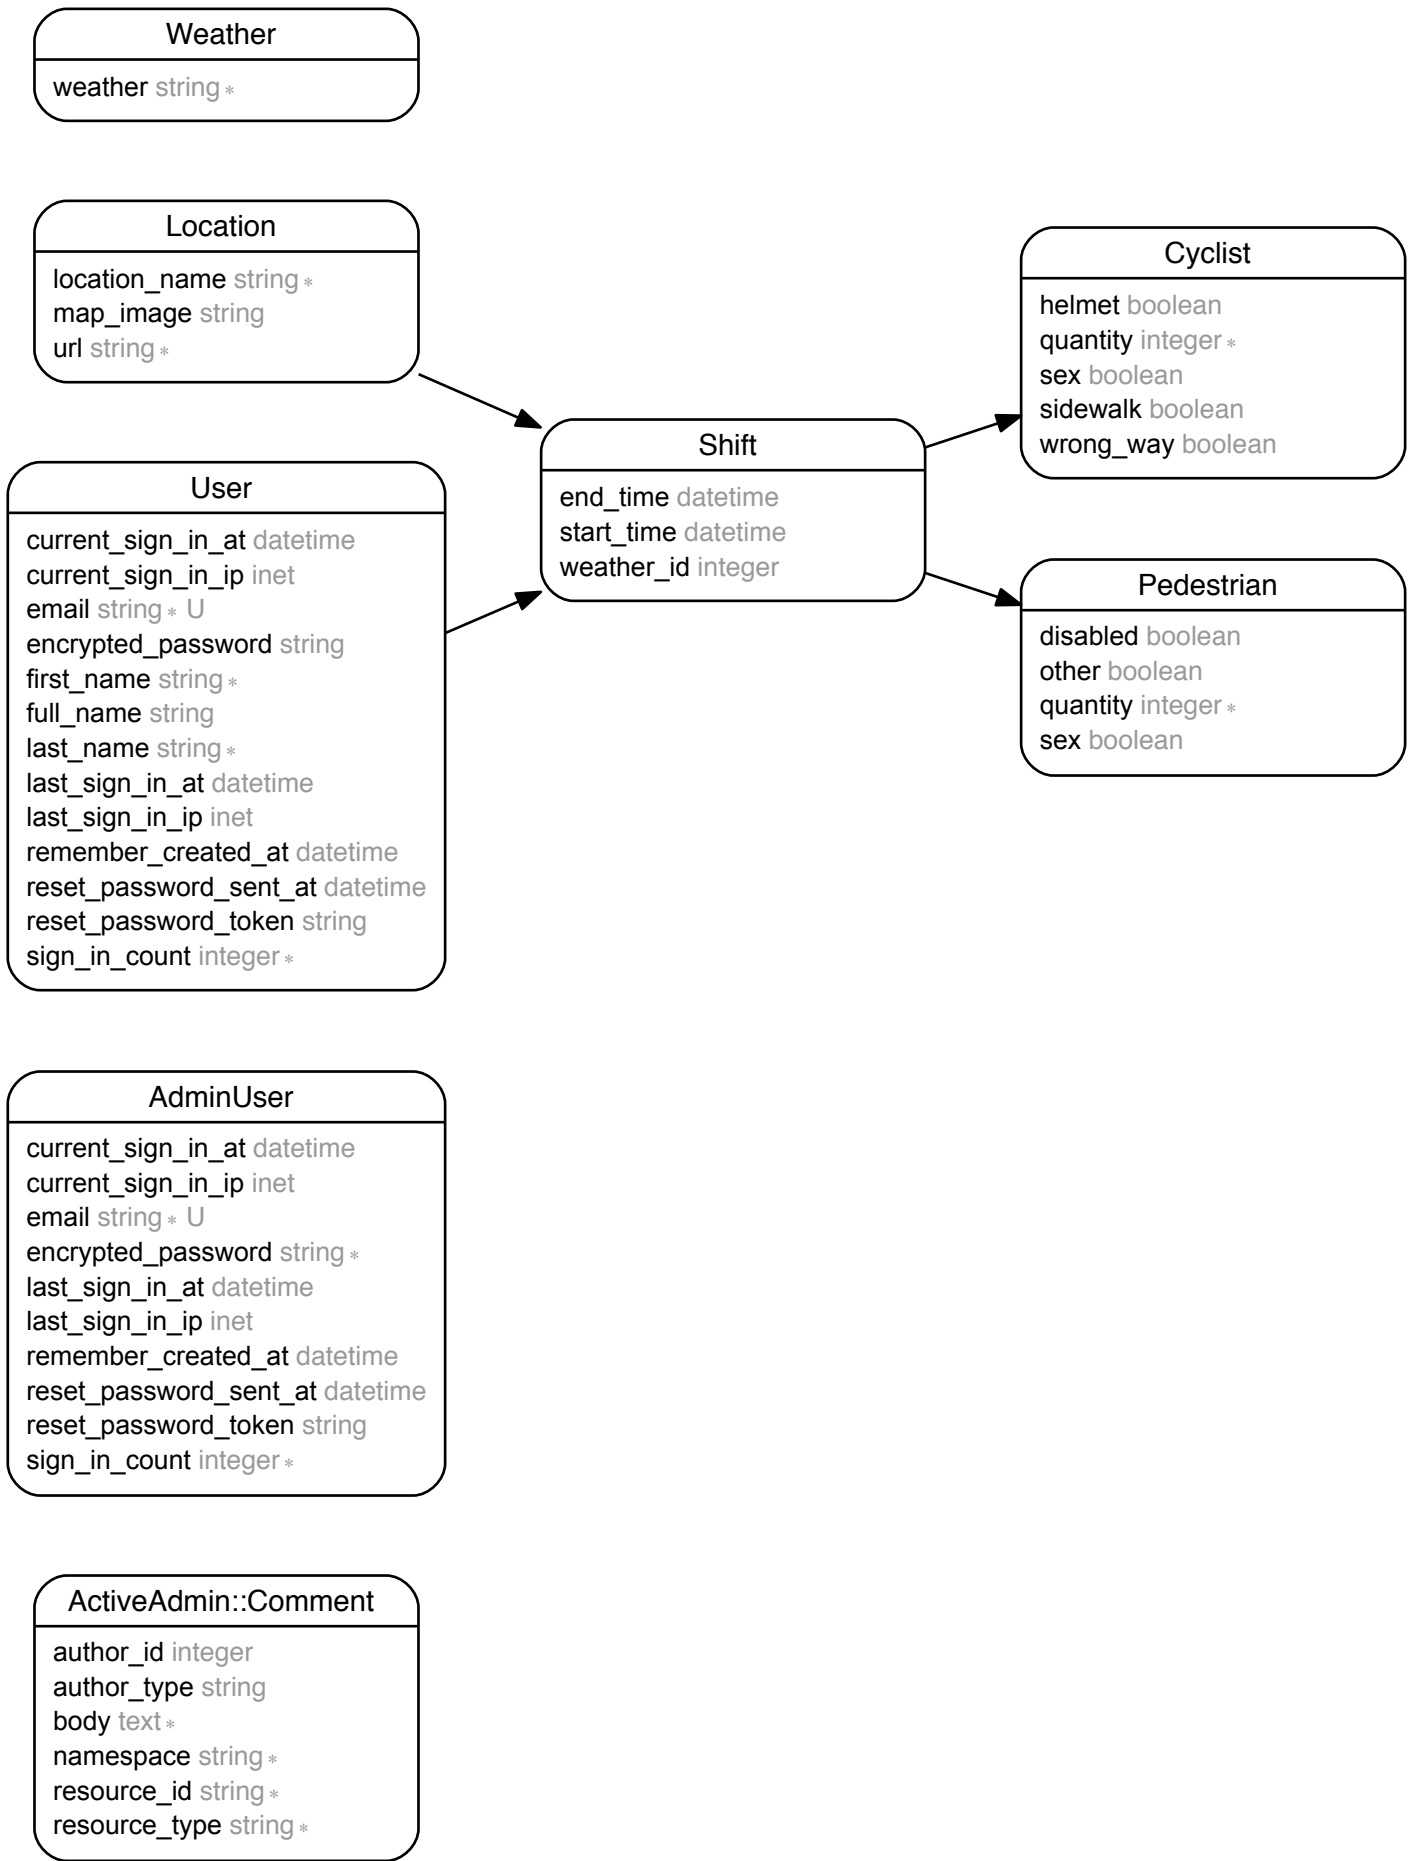 Weather
weather string *
Location
location_name string *
map_image string
url string *
User
current_sign_in_at datetime
current_sign_in_ip inet
email string * U
encrypted_password string
first_name string *
full_name string
last_name string *
last_sign_in_at datetime
last_sign_in_ip inet
remember_created_at datetime
reset_password_sent_at datetime
reset_password_token string
sign_in_count integer *
Shift
end_time datetime
start_time datetime
weather_id integer
Cyclist
helmet boolean
quantity integer *
sex boolean
sidewalk boolean
wrong_way boolean
Pedestrian
disabled boolean
other boolean
quantity integer *
sex boolean
AdminUser
current_sign_in_at datetime
current_sign_in_ip inet
email string * U
encrypted_password string *
last_sign_in_at datetime
last_sign_in_ip inet
remember_created_at datetime
reset_password_sent_at datetime
reset_password_token string
sign_in_count integer *
ActiveAdmin::Comment
author_id integer
author_type string
body text *
namespace string *
resource_id string *
resource_type string *